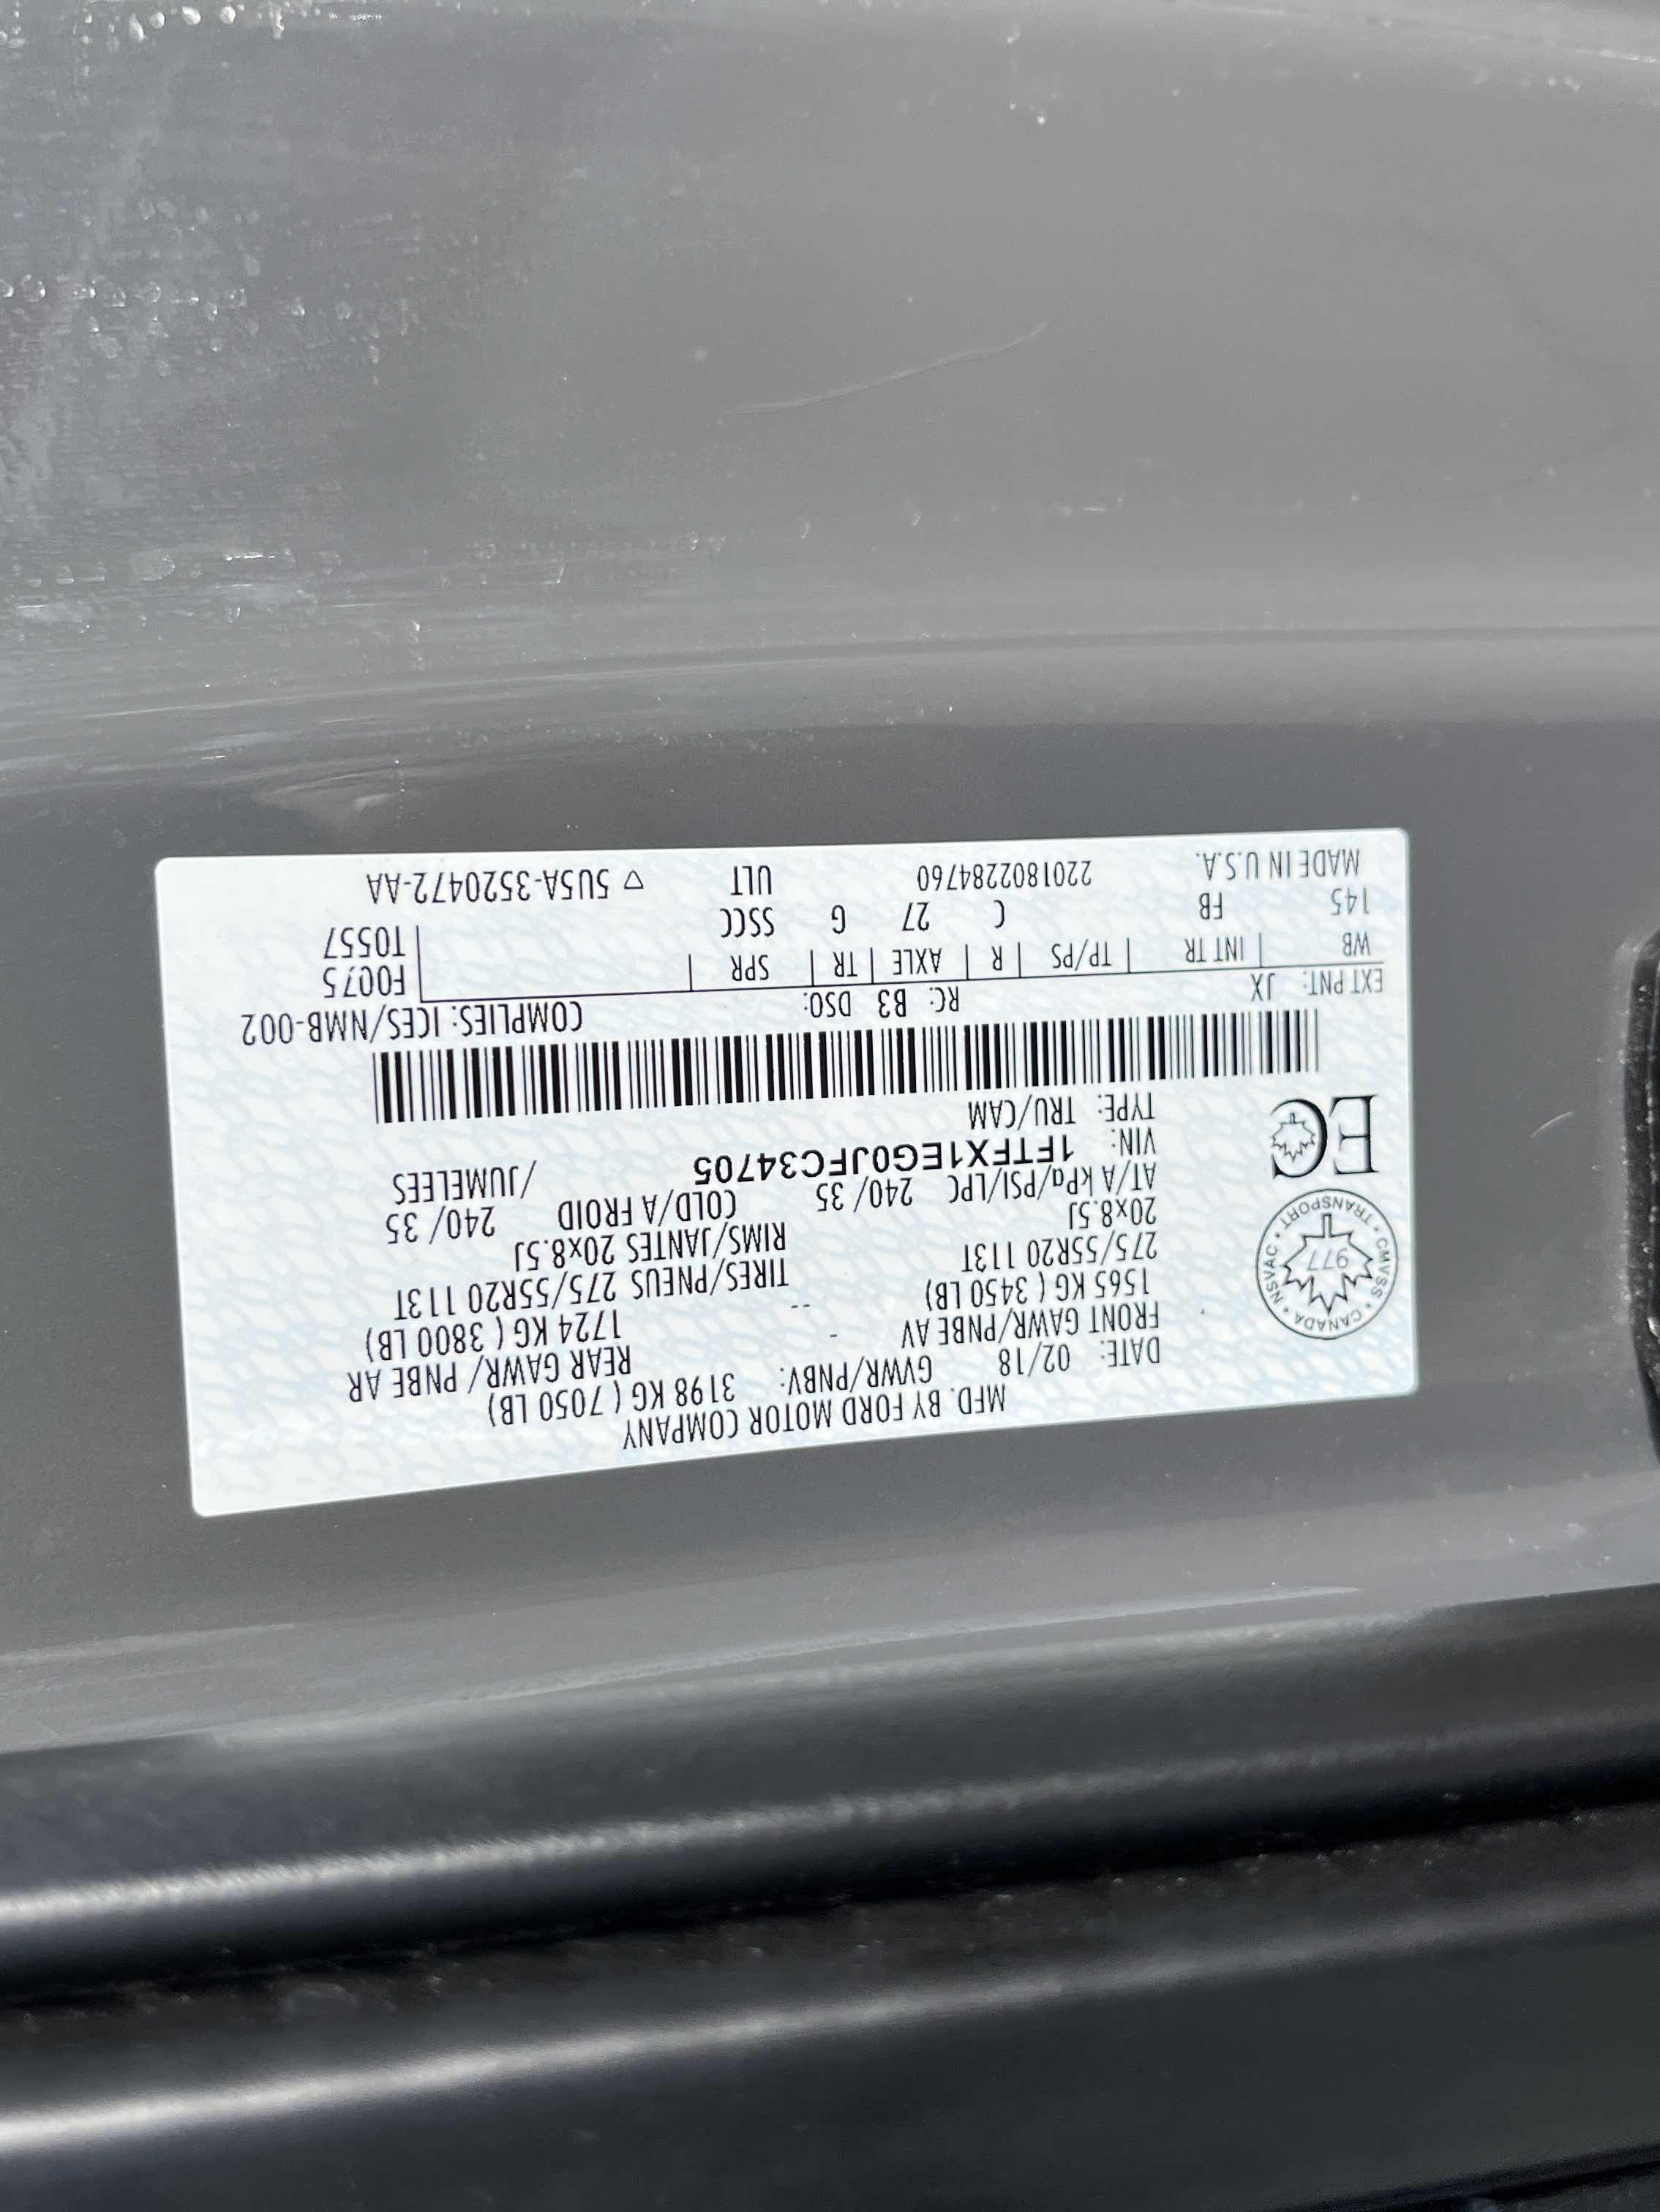 MFD. BY FORD MOTOR COMPANY
DATE: 02/18 GVWR/PNBV: 3198 KG ( 7050 LB)
FRONT GAWR/PNBE AV - REAR GAWR/ PNBE AR
1565 KG ( 3450 LB) -- 1724 KG ( 3800 LB)
275/55R20 113T TIRES/PNEUS 275/55R20 113T
20x8.5J RIMS/JANTES 20x8.5J
AT/A kPa/PSI/LPC 240/ 35 COLD/A FROID 240/ 35
VIN: 1FTFX1EG0JFC34705 /JUMELEES
TYPE: TRU/CAM
CANADA • CMVSS • TRANSPORT • NSVAC •
977
EC
EXT PNT: JX RC: B3 DSO: COMPLIES: ICES/NMB-002
WB | INT TR | TP/PS | R | AXLE | TR | SPR | F0075
145 FB C 27 G SSCC T0557
MADE IN U.S.A. 2201802284760 ULT ▽ 5U5A-3520472-AA